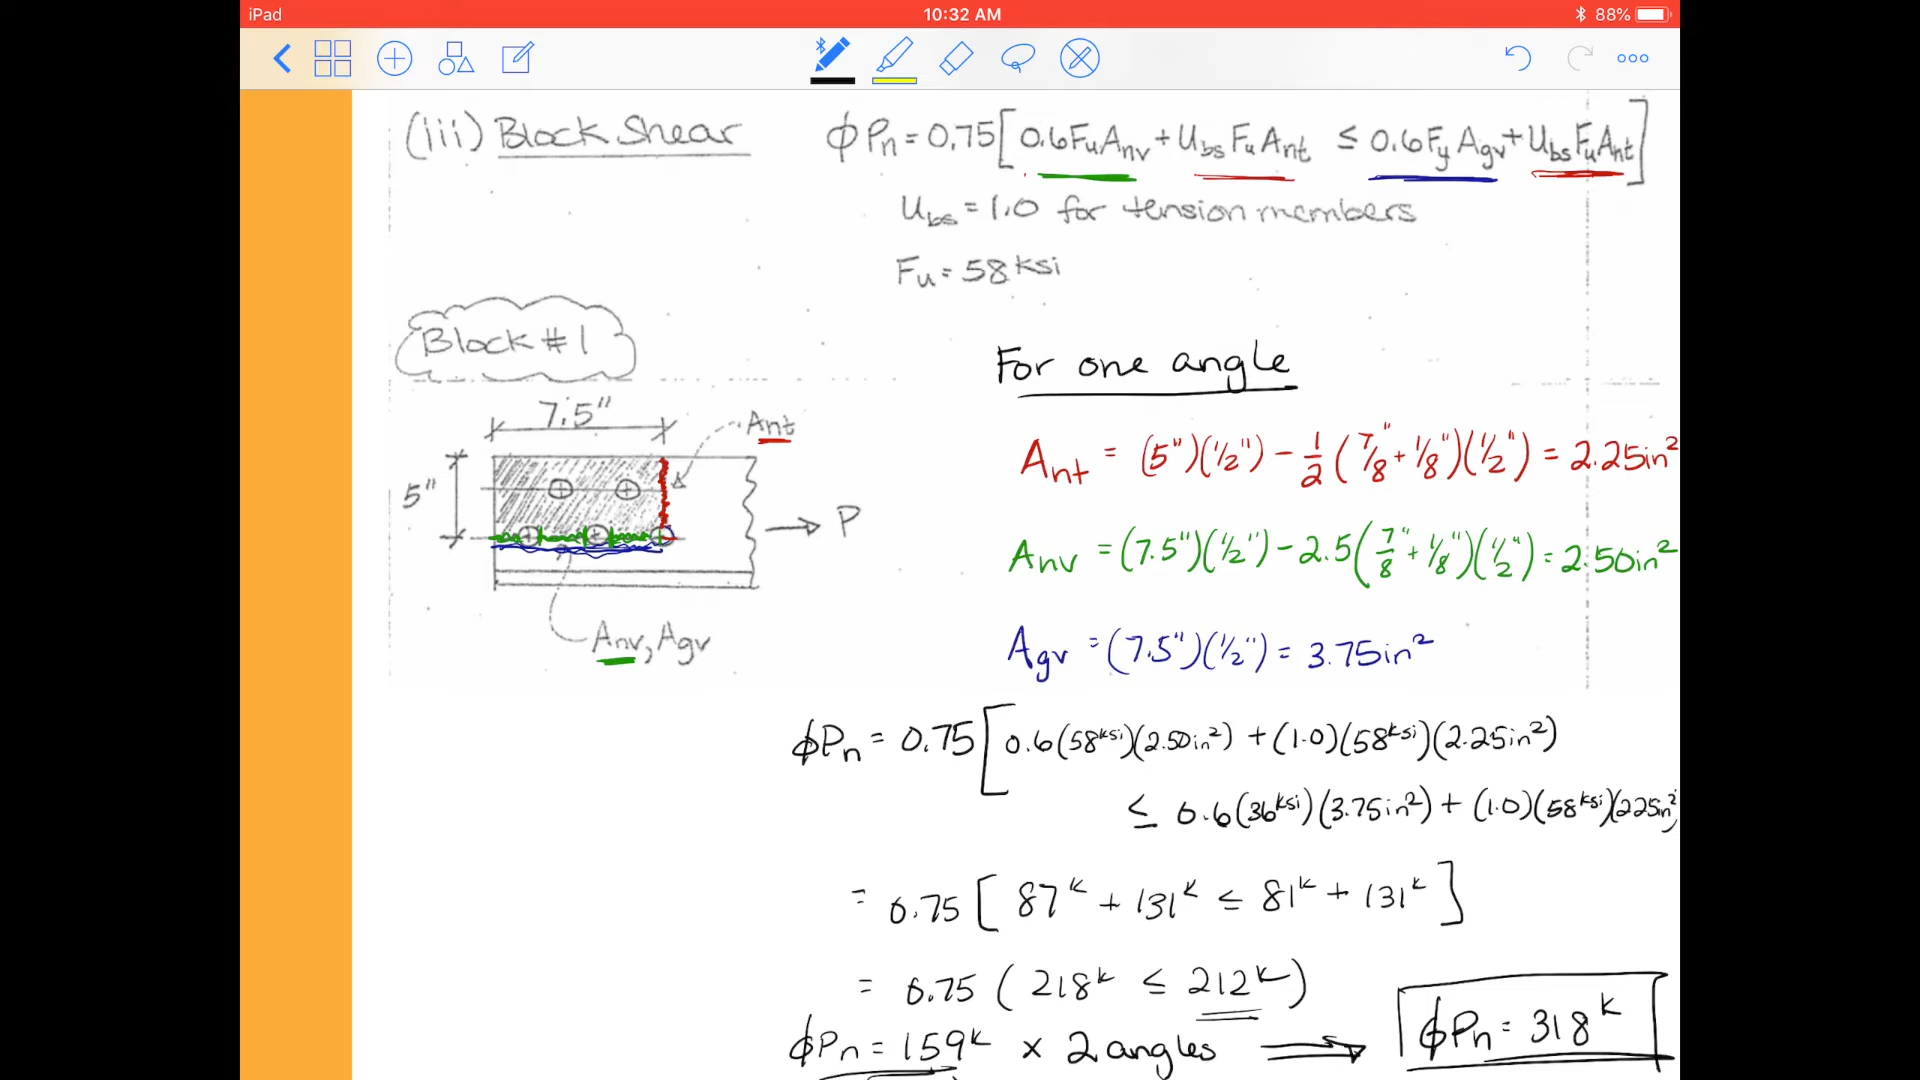 iPad 10:32 AM 88%
(iii) Block Shear ϕPn = 0.75[0.6FuAnv + UbsFuAnt ≤ 0.6FyAgv + UbsFuAnt]
Ubs = 1.0 for tension members
Fu = 58 ksi
Block #1
For one angle
7.5"
Ant
5"
P
Anv, Agv
Ant = (5")(1/2") - 1/2(7/8" + 1/8")(1/2") = 2.25in²
Anv = (7.5")(1/2") - 2.5(7/8" + 1/8")(1/2") = 2.50in²
Agv = (7.5")(1/2") = 3.75in²
ϕPn = 0.75[0.6(58ksi)(2.50in²) + (1.0)(58ksi)(2.25in²)
≤ 0.6(36ksi)(3.75in²) + (1.0)(58ksi)(2.25in²
= 0.75[87k + 131k ≤ 81k + 131k]
= 0.75(218k ≤ 212k)
ϕPn = 159k x 2 angles ⟹ ϕPn = 318k